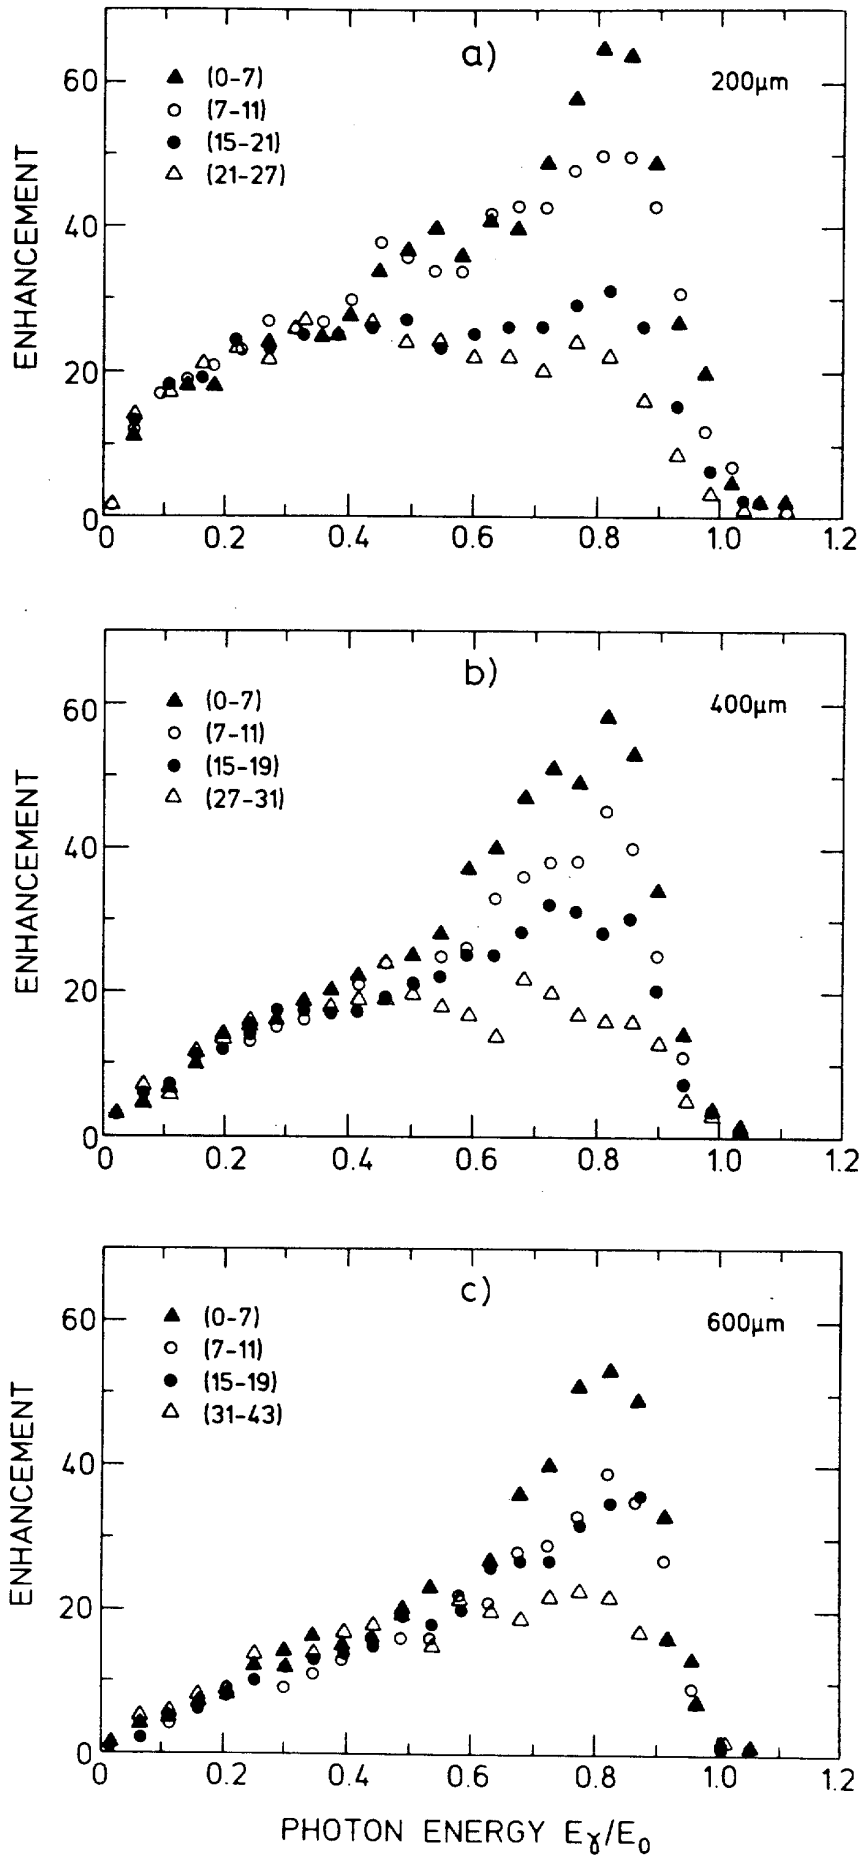 a)
200μm
ENHANCEMENT
60
40
20
0
▲ (0-7)
○ (7-11)
● (15-21)
△ (21-27)
0 0.2 0.4 0.6 0.8 1.0 1.2
b)
400μm
ENHANCEMENT
60
40
20
0
▲ (0-7)
○ (7-11)
● (15-19)
△ (27-31)
0 0.2 0.4 0.6 0.8 1.0 1.2
c)
600μm
ENHANCEMENT
60
40
20
0
▲ (0-7)
○ (7-11)
● (15-19)
△ (31-43)
0 0.2 0.4 0.6 0.8 1.0 1.2
PHOTON ENERGY Eγ/E₀